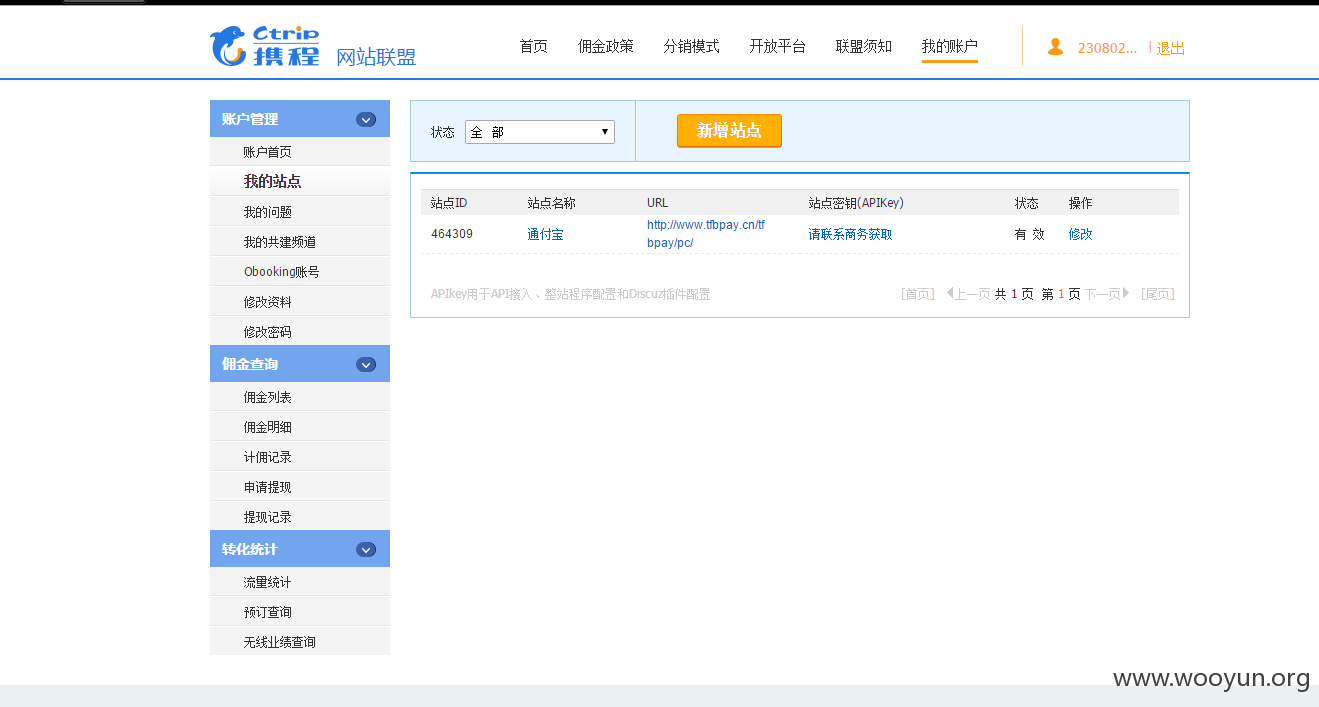 Ctrip
携程 网站联盟
首页 佣金政策 分销模式 开放平台 联盟须知 我的账户 230802... | 退出
账户管理
账户首页
我的站点
我的问题
我的共建频道
Obooking账号
修改资料
修改密码
佣金查询
佣金列表
佣金明细
计佣记录
申请提现
提现记录
转化统计
流量统计
预订查询
无线业绩查询
状态 全 部 新增站点
站点ID 站点名称 URL 站点密钥(APIKey) 状态 操作
464309 通付宝 http://www.tfbpay.cn/tf 请联系商务获取 有 效 修改
bpay/pc/
APIkey用于API接入、整站程序配置和Discuz插件配置 [首页] 上一页 共 1 页 第 1 页 下一页 [尾页]
www.wooyun.org